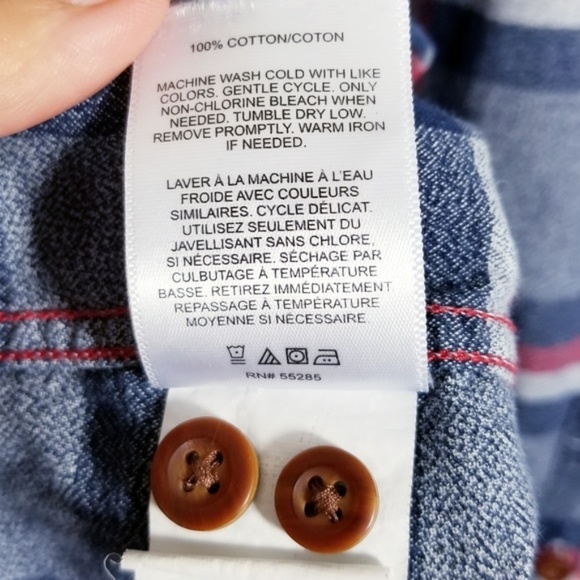 100% COTTON/COTON
MACHINE WASH COLD WITH LIKE
COLORS. GENTLE CYCLE. ONLY
NON-CHLORINE BLEACH WHEN
NEEDED. TUMBLE DRY LOW.
REMOVE PROMPTLY. WARM IRON
IF NEEDED.
LAVER À LA MACHINE À L'EAU
FROIDE AVEC COULEURS
SIMILAIRES. CYCLE DÉLICAT.
UTILISEZ SEULEMENT DU
JAVELLISANT SANS CHLORE,
SI NÉCESSAIRE. SÉCHAGE PAR
CULBUTAGE À TEMPÉRATURE
BASSE. RETIREZ IMMÉDIATEMENT
REPASSAGE À TEMPÉRATURE
MOYENNE SI NÉCESSAIRE.
RN# 55285